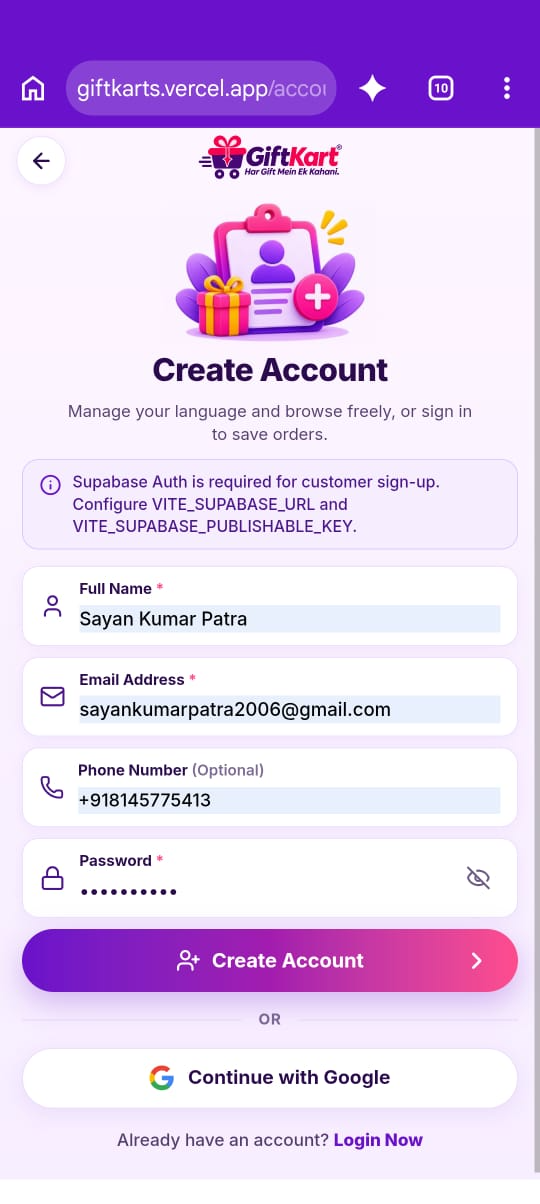 giftkarts.vercel.app/accou
10
GiftKart®
Har Gift Mein Ek Kahani.
Create Account
Manage your language and browse freely, or sign in
to save orders.
Supabase Auth is required for customer sign-up.
Configure VITE_SUPABASE_URL and
VITE_SUPABASE_PUBLISHABLE_KEY.
Full Name *
Sayan Kumar Patra
Email Address *
sayankumarpatra2006@gmail.com
Phone Number (Optional)
+918145775413
Password *
••••••••••
Create Account
OR
Continue with Google
Already have an account? Login Now